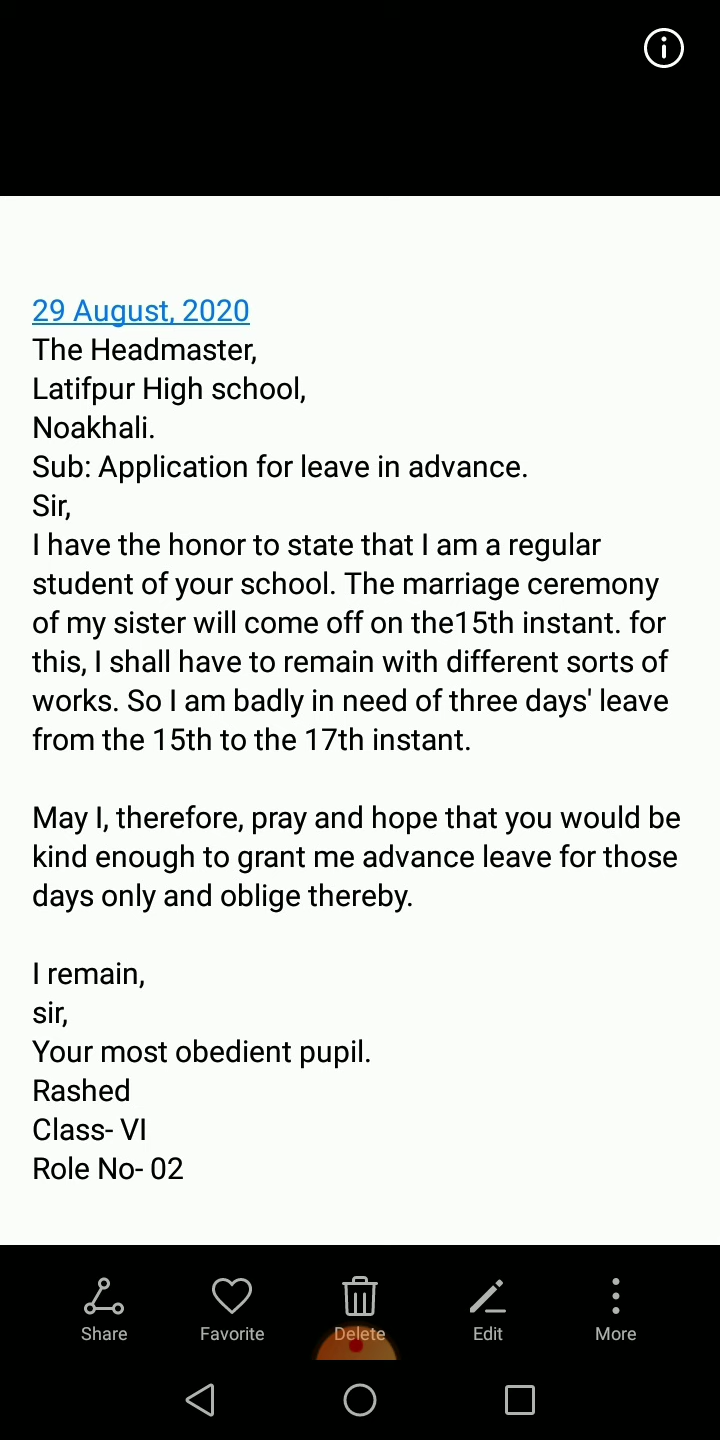 29 August, 2020
The Headmaster,
Latifpur High school,
Noakhali.
Sub: Application for leave in advance.
Sir,
I have the honor to state that I am a regular
student of your school. The marriage ceremony
of my sister will come off on the15th instant. for
this, I shall have to remain with different sorts of
works. So I am badly in need of three days' leave
from the 15th to the 17th instant.
May I, therefore, pray and hope that you would be
kind enough to grant me advance leave for those
days only and oblige thereby.
I remain,
sir,
Your most obedient pupil.
Rashed
Class- VI
Role No- 02
Share Favorite Delete Edit More